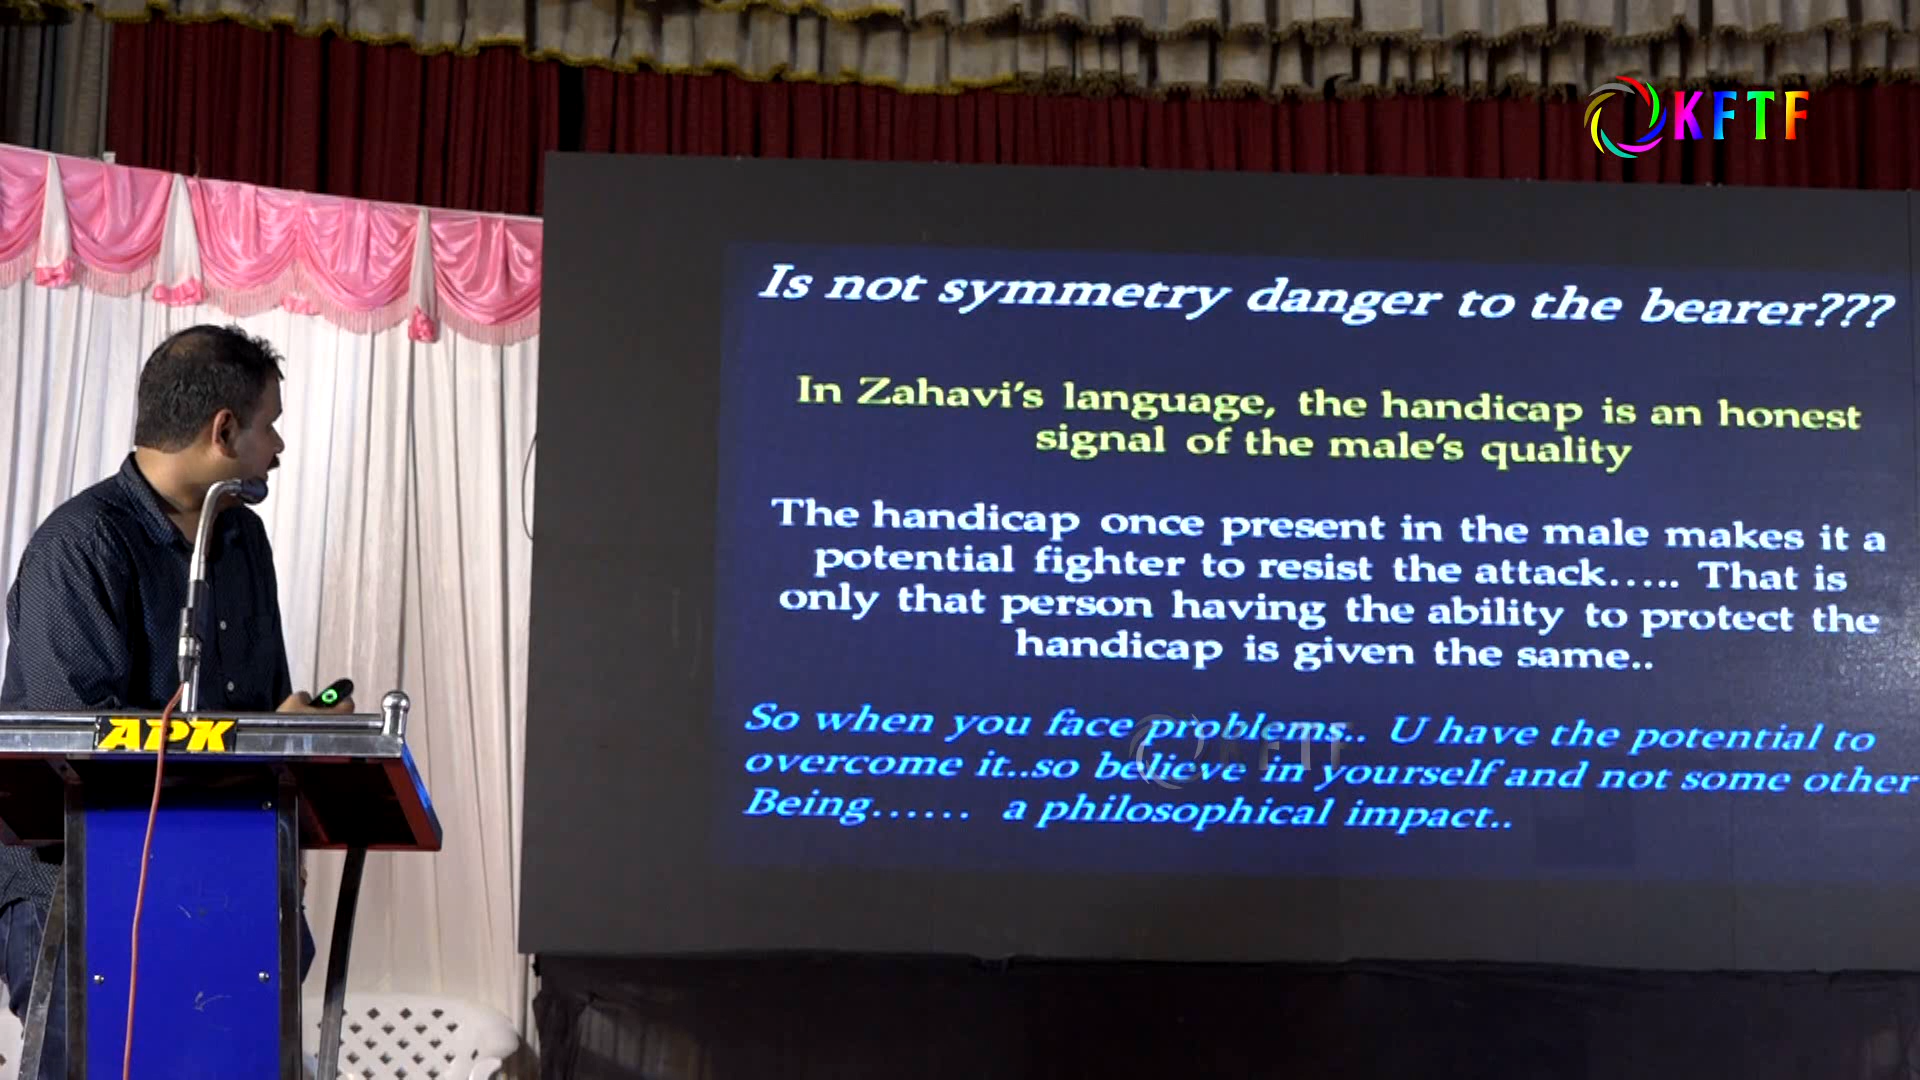 KFTF
Is not symmetry danger to the bearer???
In Zahavi's language, the handicap is an honest
signal of the male's quality
The handicap once present in the male makes it a
potential fighter to resist the attack..... That is
only that person having the ability to protect the
handicap is given the same..
So when you face problems.. U have the potential to
overcome it..so believe in yourself and not some other
Being...... a philosophical impact..
KFTF
APK